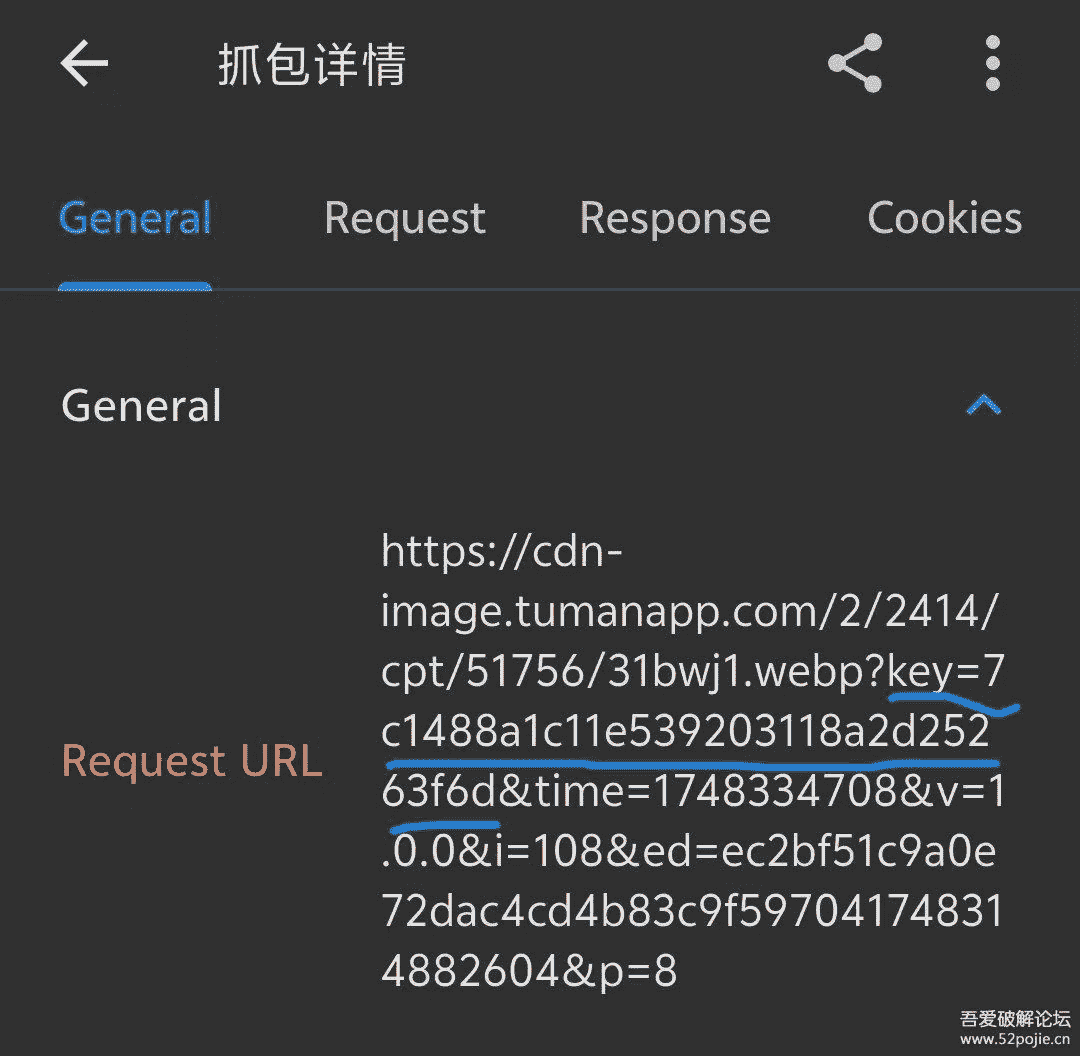 抓包详情
General Request Response Cookies
General
Request URL
https://cdn-
image.tumanapp.com/2/2414/
cpt/51756/31bwj1.webp?key=7
c1488a1c11e539203118a2d252
63f6d&time=1748334708&v=1
.0.0&i=108&ed=ec2bf51c9a0e
72dac4cd4b83c9f59704174831
4882604&p=8
吾爱破解论坛
www.52pojie.cn